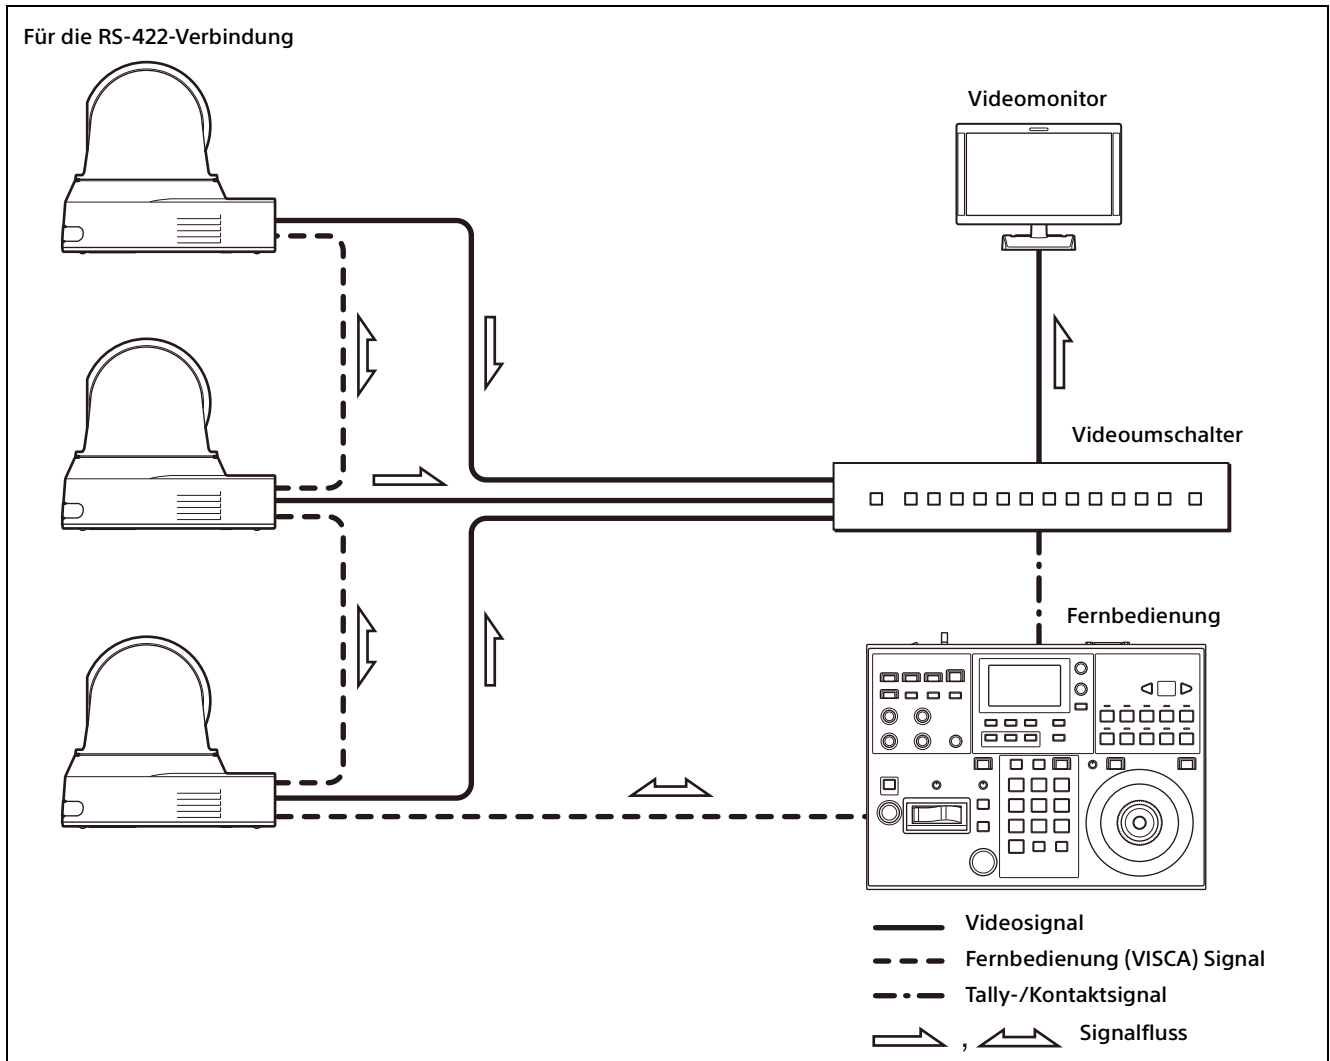 Für die RS-422-Verbindung
Videomonitor
Videoumschalter
Fernbedienung
Videosignal
Fernbedienung (VISCA) Signal
Tally-/Kontaktsignal
, Signalfluss